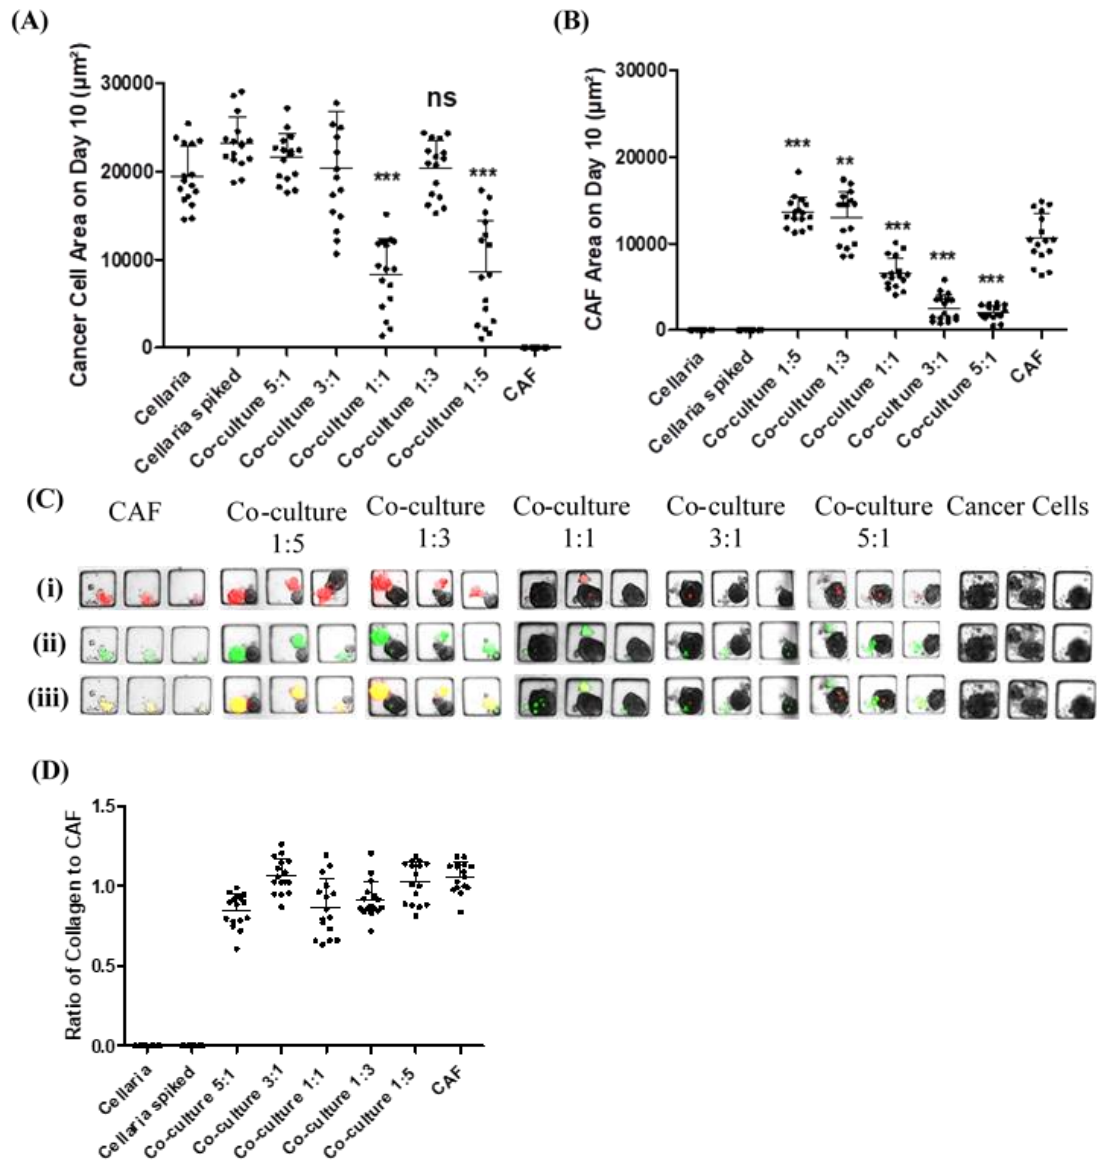 (A)
Cancer Cell Area on Day 10 (µm²)
30000
20000
10000
0
ns
***
***
Cellaria
Cellaria spiked
Co-culture 5:1
Co-culture 3:1
Co-culture 1:1
Co-culture 1:3
Co-culture 1:5
CAF
(B)
CAF Area on Day 10 (µm²)
30000
20000
10000
0
***
**
***
***
***
Cellaria
Cellaria spiked
Co-culture 1:5
Co-culture 1:3
Co-culture 1:1
Co-culture 3:1
Co-culture 5:1
CAF
(C)
CAF
Co-culture
1:5
Co-culture
1:3
Co-culture
1:1
Co-culture
3:1
Co-culture
5:1
Cancer Cells
(i)
(ii)
(iii)
(D)
Ratio of Collagen to CAF
1.5
1.0
0.5
0.0
Cellaria
Cellaria spiked
Co-culture 5:1
Co-culture 3:1
Co-culture 1:1
Co-culture 1:3
Co-culture 1:5
CAF